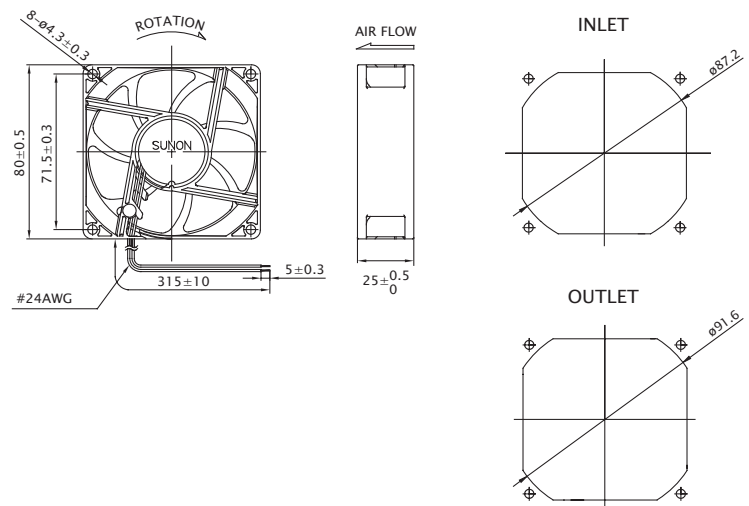 8-ø4.3±0.3
ROTATION
AIR FLOW
INLET
ø87.2
80±0.5
71.5±0.3
SUNON
5±0.3
315±10
#24AWG
25±0.5
0
OUTLET
ø91.6